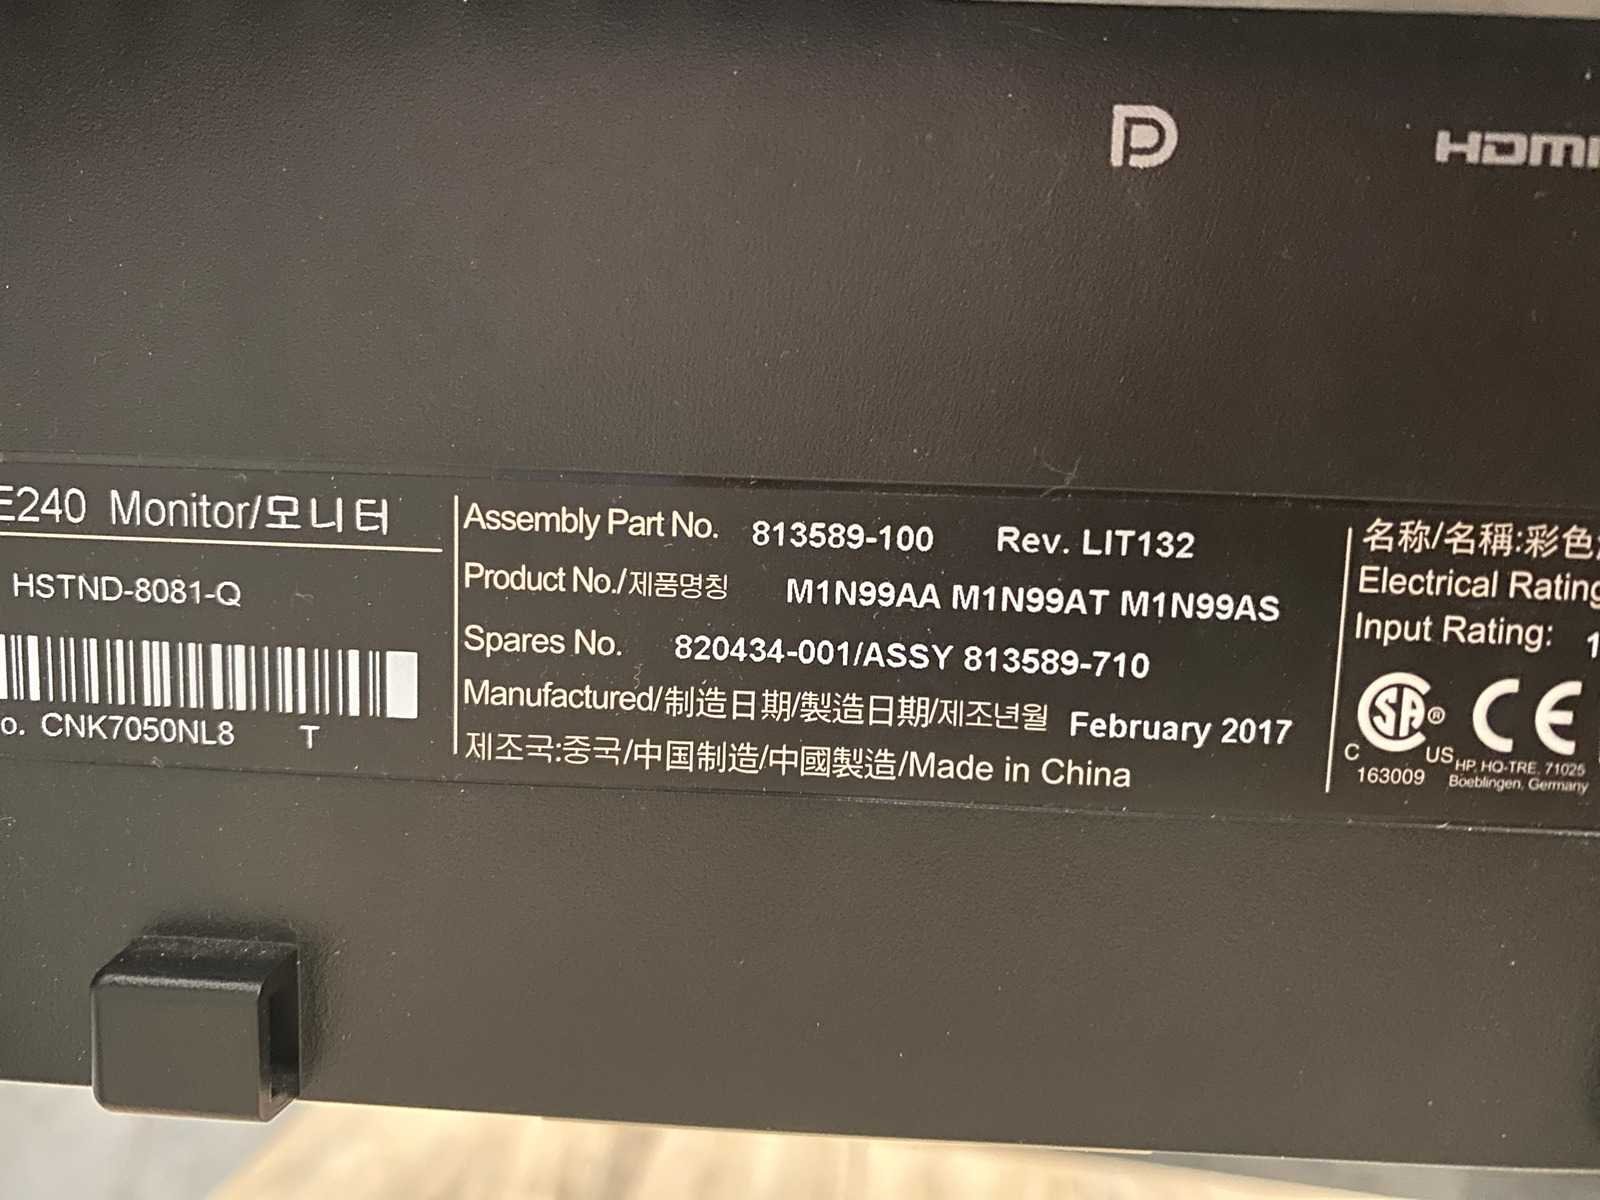 HDMI
E240 Monitor/모니터
HSTND-8081-Q
o. CNK7050NL8 T
Assembly Part No. 813589-100 Rev. LIT132
Product No./제품명칭 M1N99AA M1N99AT M1N99AS
Spares No. 820434-001/ASSY 813589-710
Manufactured/制造日期/製造日期/제조년월 February 2017
제조국:중국/中国制造/中國製造/Made in China
名称/名稱:彩色
Electrical Rating
Input Rating: 1
CSA® CE
C US
163009
HP, HQ-TRE, 71025
Boeblingen, Germany